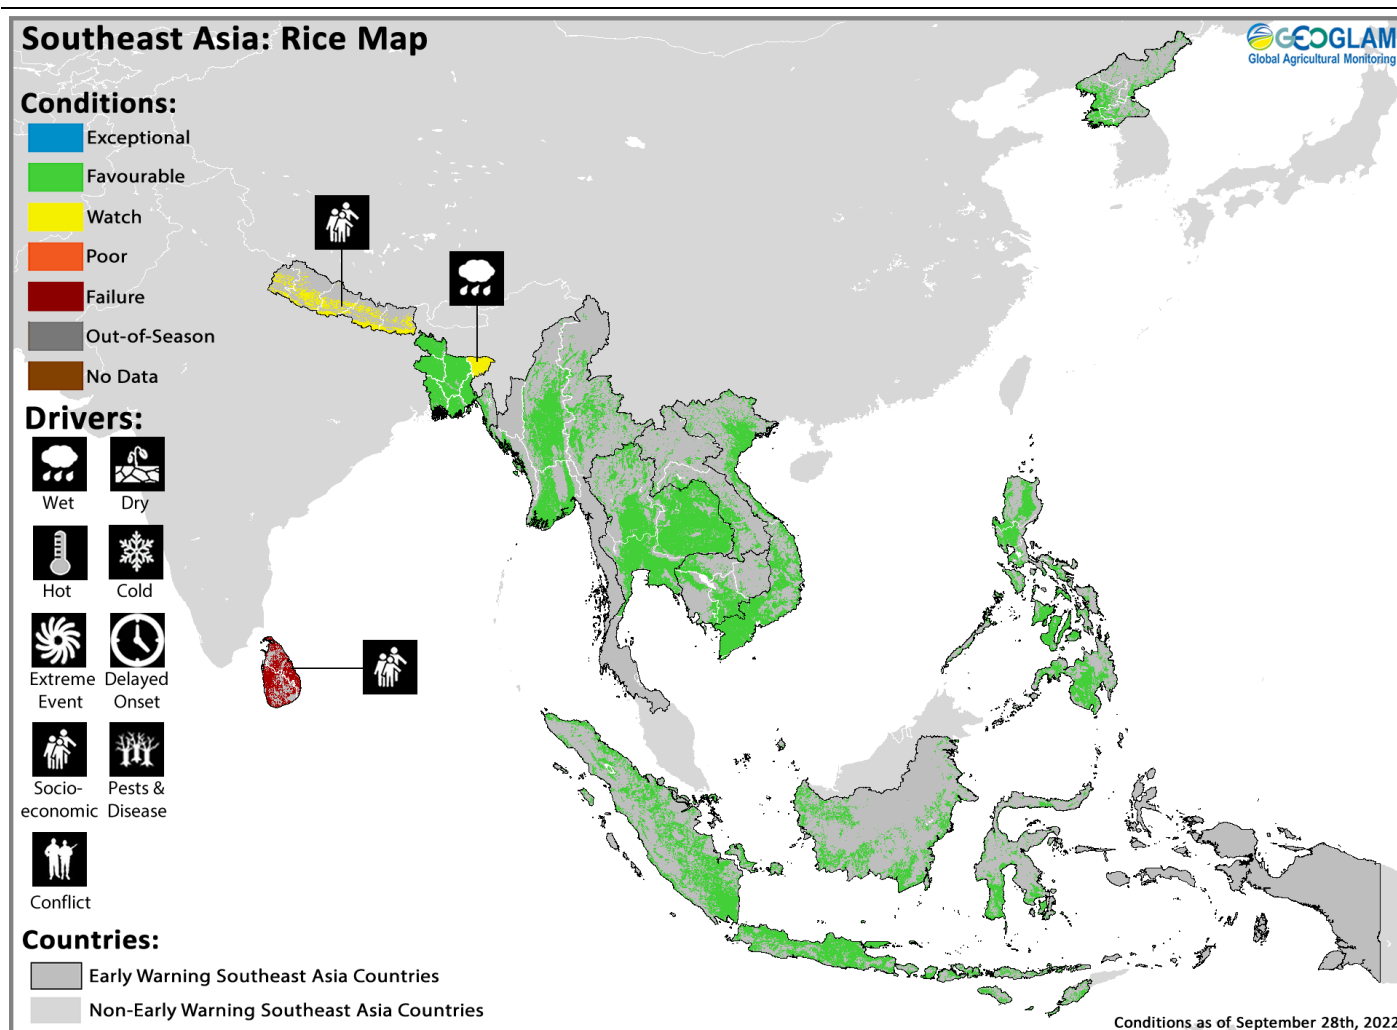 Southeast Asia: Rice Map
GEOGLAM
Global Agricultural Monitoring
Conditions:
Exceptional
Favourable
Watch
Poor
Failure
Out-of-Season
No Data
Drivers:
Wet
Dry
Hot
Cold
Extreme
Event
Delayed
Onset
Socio-
economic
Pests &
Disease
Conflict
Countries:
Early Warning Southeast Asia Countries
Non-Early Warning Southeast Asia Countries
Conditions as of September 28th, 2022